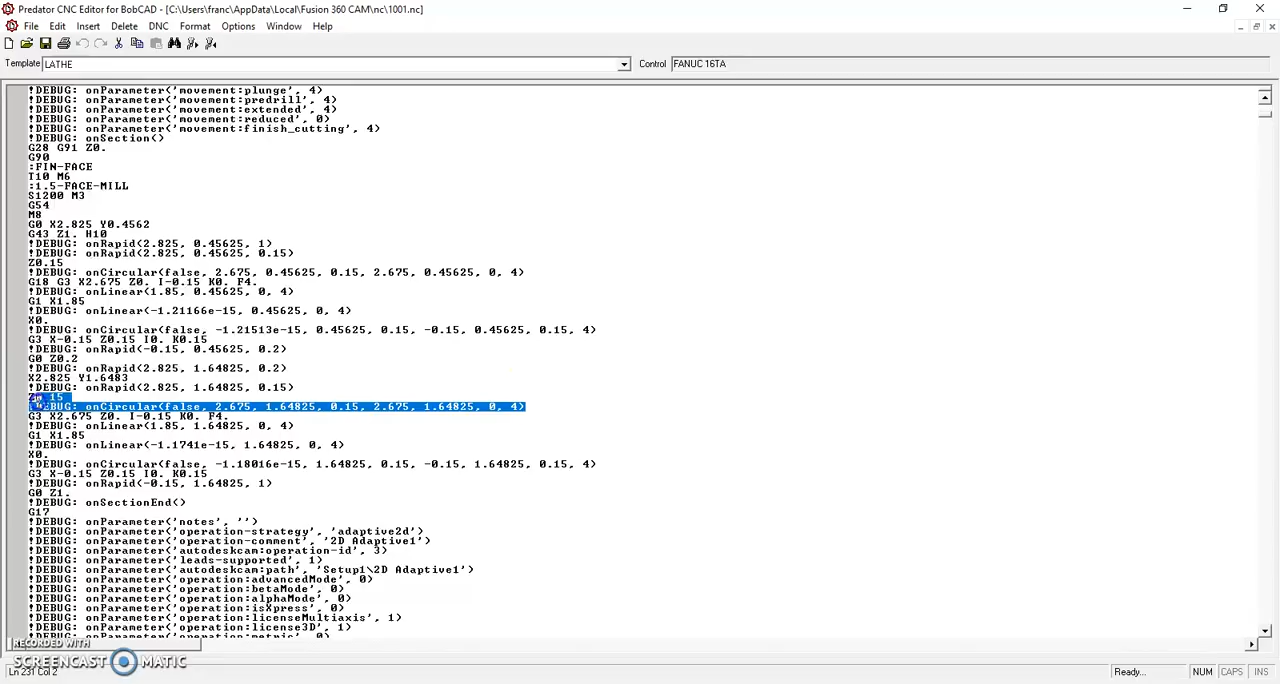 Predator CNC Editor for BobCAD - [C:\Users\franc\AppData\Local\Fusion 360 CAM\nc\1001.nc]
File Edit Insert Delete DNC Format Options Window Help
Template LATHE Control FANUC 16TA
!DEBUG: onParameter('movement:plunge', 4)
!DEBUG: onParameter('movement:predrill', 4)
!DEBUG: onParameter('movement:extended', 4)
!DEBUG: onParameter('movement:reduced', 0)
!DEBUG: onParameter('movement:finish_cutting', 4)
!DEBUG: onSection()
G28 G91 Z0.
G90
:FIN-FACE
T10 M6
:1.5-FACE-MILL
S1200 M3
G54
M8
G0 X2.825 Y0.4562
G43 Z1. H10
!DEBUG: onRapid(2.825, 0.45625, 1)
!DEBUG: onRapid(2.825, 0.45625, 0.15)
Z0.15
!DEBUG: onCircular(false, 2.675, 0.45625, 0.15, 2.675, 0.45625, 0, 4)
G18 G3 X2.675 Z0. I-0.15 K0. F4.
!DEBUG: onLinear(1.85, 0.45625, 0, 4)
G1 X1.85
!DEBUG: onLinear(-1.21166e-15, 0.45625, 0, 4)
X0.
!DEBUG: onCircular(false, -1.21513e-15, 0.45625, 0.15, -0.15, 0.45625, 0.15, 4)
G3 X-0.15 Z0.15 I0. K0.15
!DEBUG: onRapid(-0.15, 0.45625, 0.2)
G0 Z0.2
!DEBUG: onRapid(2.825, 1.64825, 0.2)
X2.825 Y1.6483
!DEBUG: onRapid(2.825, 1.64825, 0.15)
Z0.15
!DEBUG: onCircular(false, 2.675, 1.64825, 0.15, 2.675, 1.64825, 0, 4)
G3 X2.675 Z0. I-0.15 K0. F4.
!DEBUG: onLinear(1.85, 1.64825, 0, 4)
G1 X1.85
!DEBUG: onLinear(-1.1741e-15, 1.64825, 0, 4)
X0.
!DEBUG: onCircular(false, -1.18016e-15, 1.64825, 0.15, -0.15, 1.64825, 0.15, 4)
G3 X-0.15 Z0.15 I0. K0.15
!DEBUG: onRapid(-0.15, 1.64825, 1)
G0 Z1.
!DEBUG: onSectionEnd()
G17
!DEBUG: onParameter('notes', '')
!DEBUG: onParameter('operation-strategy', 'adaptive2d')
!DEBUG: onParameter('operation-comment', '2D Adaptive1')
!DEBUG: onParameter('autodeskcam:operation-id', 3)
!DEBUG: onParameter('leads-supported', 1)
!DEBUG: onParameter('autodeskcam:path', 'Setup1\2D Adaptive1')
!DEBUG: onParameter('operation:advancedMode', 0)
!DEBUG: onParameter('operation:betaMode', 0)
!DEBUG: onParameter('operation:alphaMode', 0)
!DEBUG: onParameter('operation:isXpress', 0)
!DEBUG: onParameter('operation:licenseMultiaxis', 1)
!DEBUG: onParameter('operation:license3D', 1)
!DEBUG: onParameter('operation:metric', 0)
RECORDED WITH
SCREENCAST MATIC
Ln 231 Col 2 Ready... NUM CAPS INS